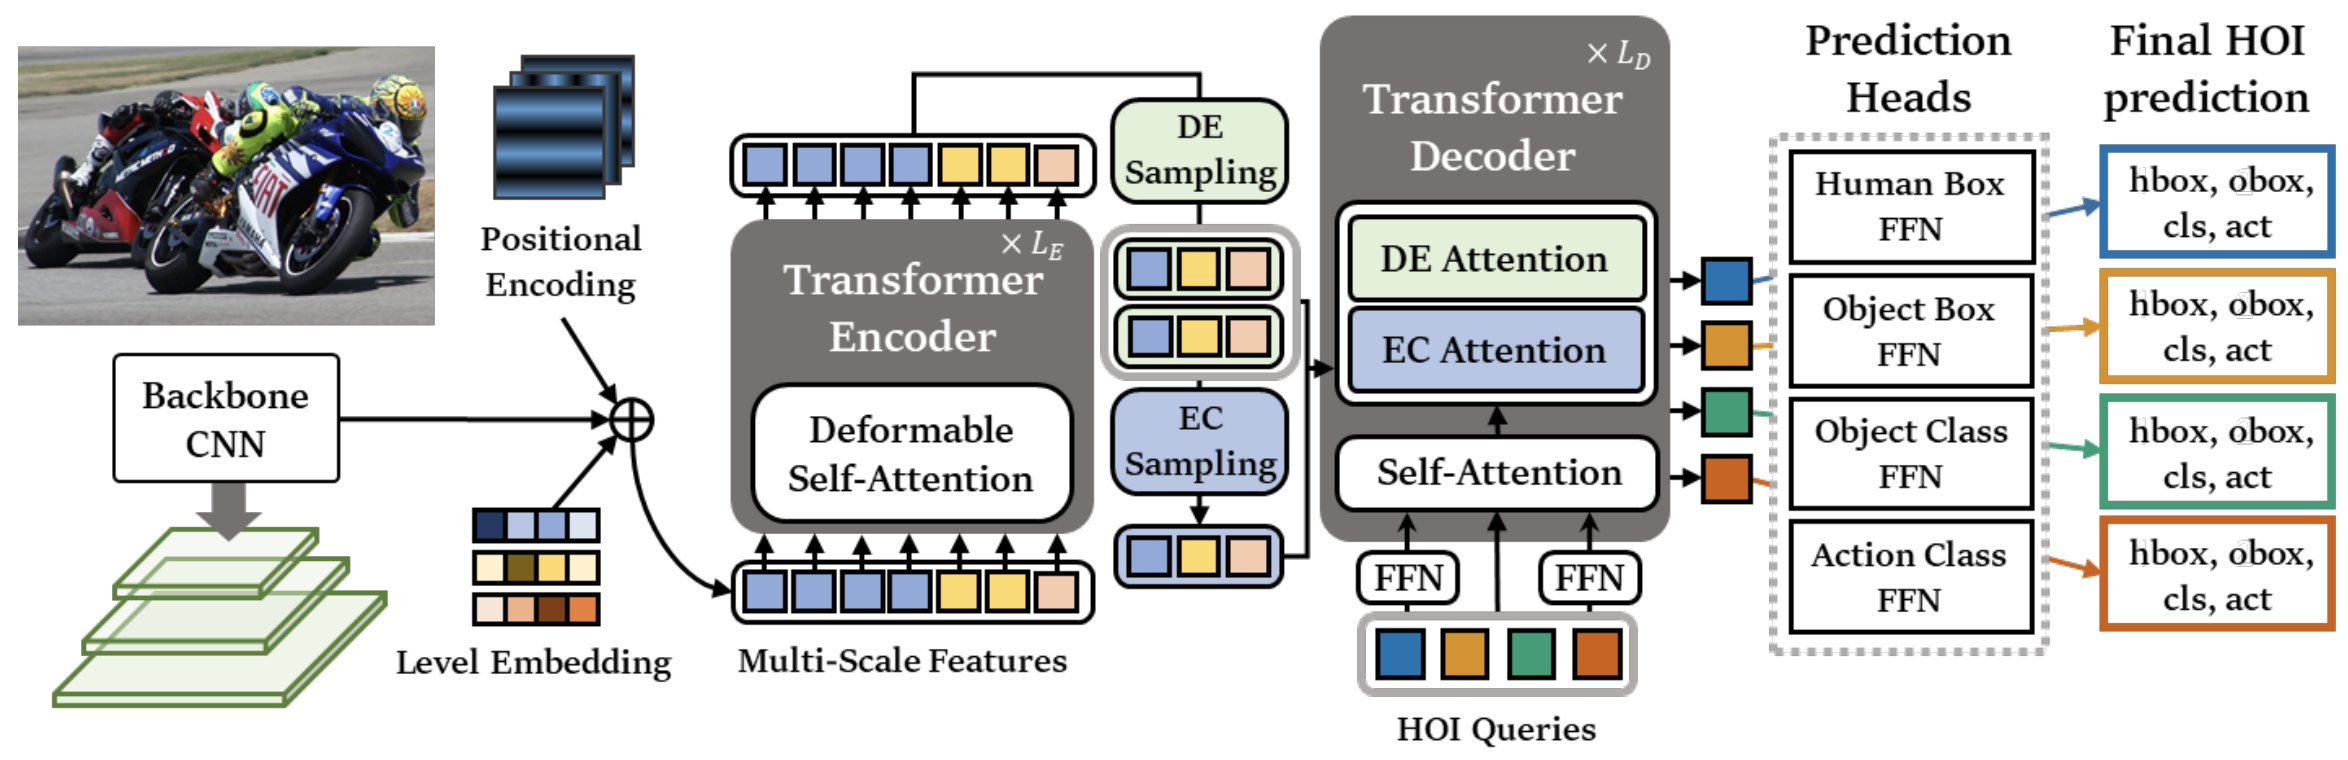 Positional
Encoding
Backbone
CNN
Level Embedding
× L_E
Transformer
Encoder
Deformable
Self-Attention
Multi-Scale Features
DE
Sampling
EC
Sampling
× L_D
Transformer
Decoder
DE Attention
EC Attention
Self-Attention
FFN
FFN
HOI Queries
Prediction
Heads
Human Box
FFN
Object Box
FFN
Object Class
FFN
Action Class
FFN
Final HOI
prediction
hbox, obox,
cls, act
hbox, obox,
cls, act
hbox, obox,
cls, act
hbox, obox,
cls, act
FIAT
YAMAHA